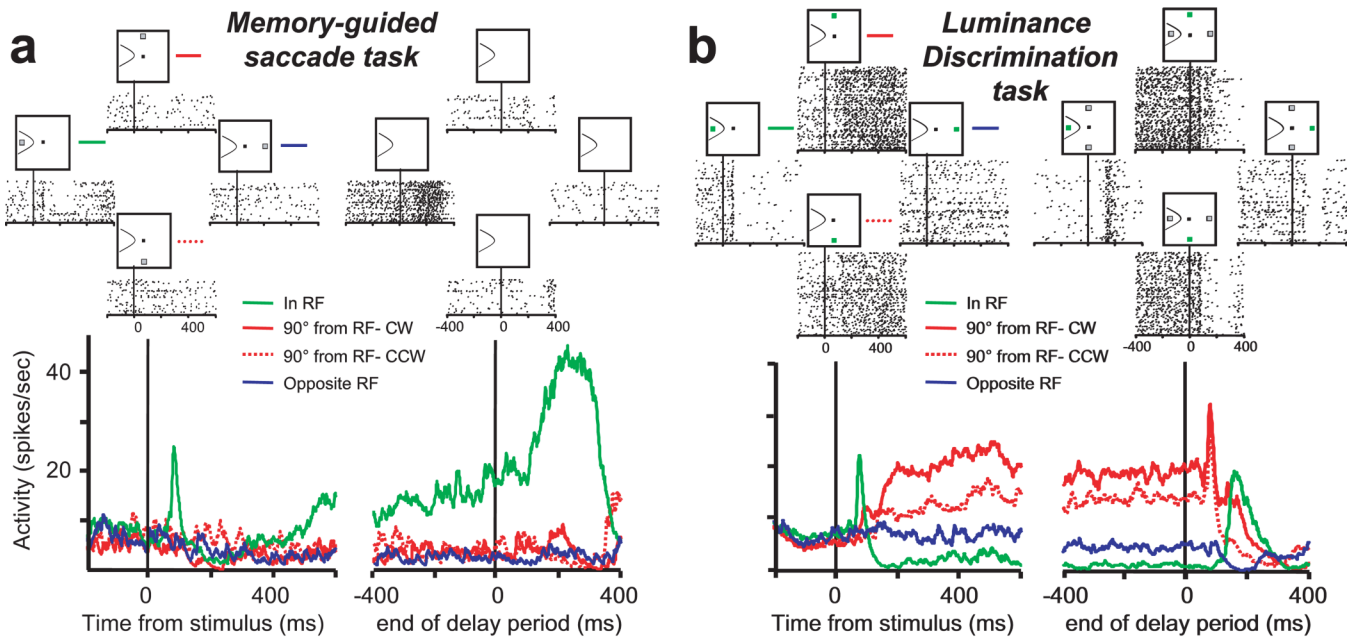 a
Memory-guided
saccade task
0 400
-400 0 400
In RF
90° from RF- CW
90° from RF- CCW
Opposite RF
Activity (spikes/sec)
40
20
0 400
-400 0 400
Time from stimulus (ms)
end of delay period (ms)
b
Luminance
Discrimination
task
0 400
-400 0 400
In RF
90° from RF- CW
90° from RF- CCW
Opposite RF
0 400
-400 0 400
Time from stimulus (ms)
end of delay period (ms)